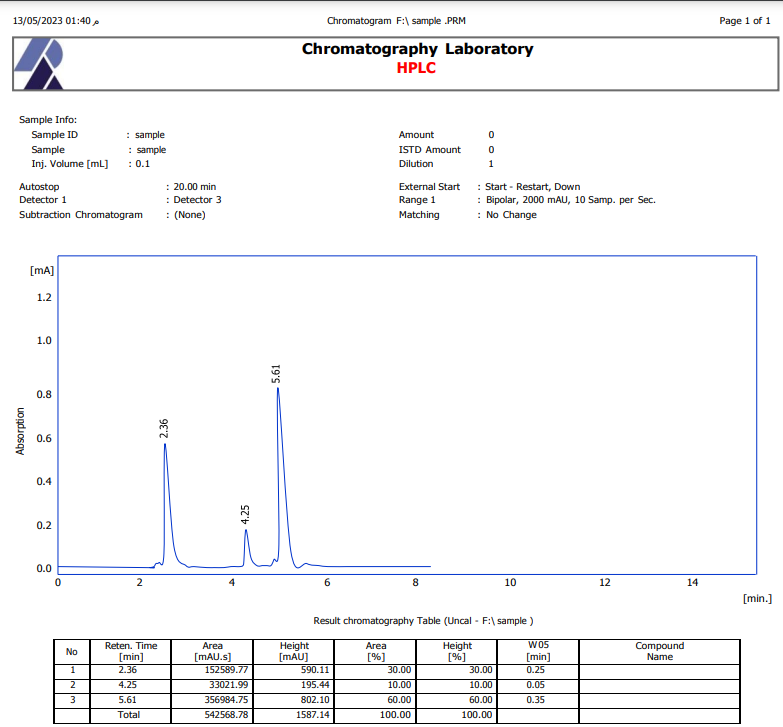 13/05/2023 01:40 م Chromatogram F:\ sample .PRM Page 1 of 1
Chromatography Laboratory
HPLC
Sample Info:
Sample ID : sample Amount 0
Sample : sample ISTD Amount 0
Inj. Volume [mL] : 0.1 Dilution 1
Autostop : 20.00 min External Start : Start - Restart, Down
Detector 1 : Detector 3 Range 1 : Bipolar, 2000 mAU, 10 Samp. per Sec.
Subtraction Chromatogram : (None) Matching : No Change
[mA]
1.2
1.0
0.8
0.6
0.4
0.2
0.0
Absorption
2.36
4.25
5.61
0 2 4 6 8 10 12 14
[min.]
Result chromatography Table (Uncal - F:\ sample )
No Reten. Time [min] Area [mAU.s] Height [mAU] Area [%] Height [%] W05 [min] Compound Name
1 2.36 152589.77 590.11 30.00 30.00 0.25
2 4.25 33021.99 195.44 10.00 10.00 0.05
3 5.61 356984.75 802.10 60.00 60.00 0.35
Total 542568.78 1587.14 100.00 100.00